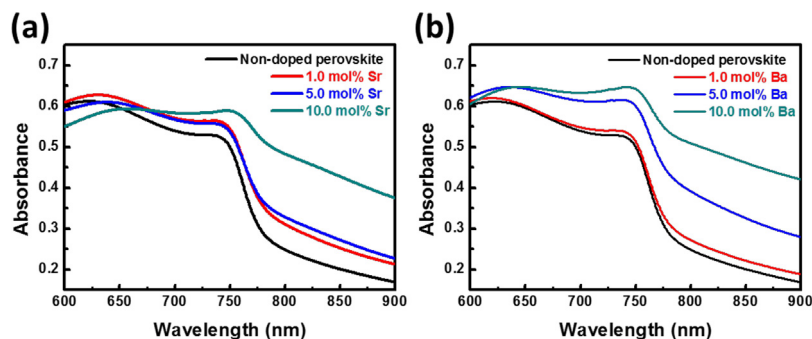 (a)
Non-doped perovskite
1.0 mol% Sr
5.0 mol% Sr
10.0 mol% Sr
0.7
0.6
0.5
0.4
0.3
0.2
Absorbance
600 650 700 750 800 850 900
Wavelength (nm)
(b)
Non-doped perovskite
1.0 mol% Ba
5.0 mol% Ba
10.0 mol% Ba
0.7
0.6
0.5
0.4
0.3
0.2
Absorbance
600 650 700 750 800 850 900
Wavelength (nm)